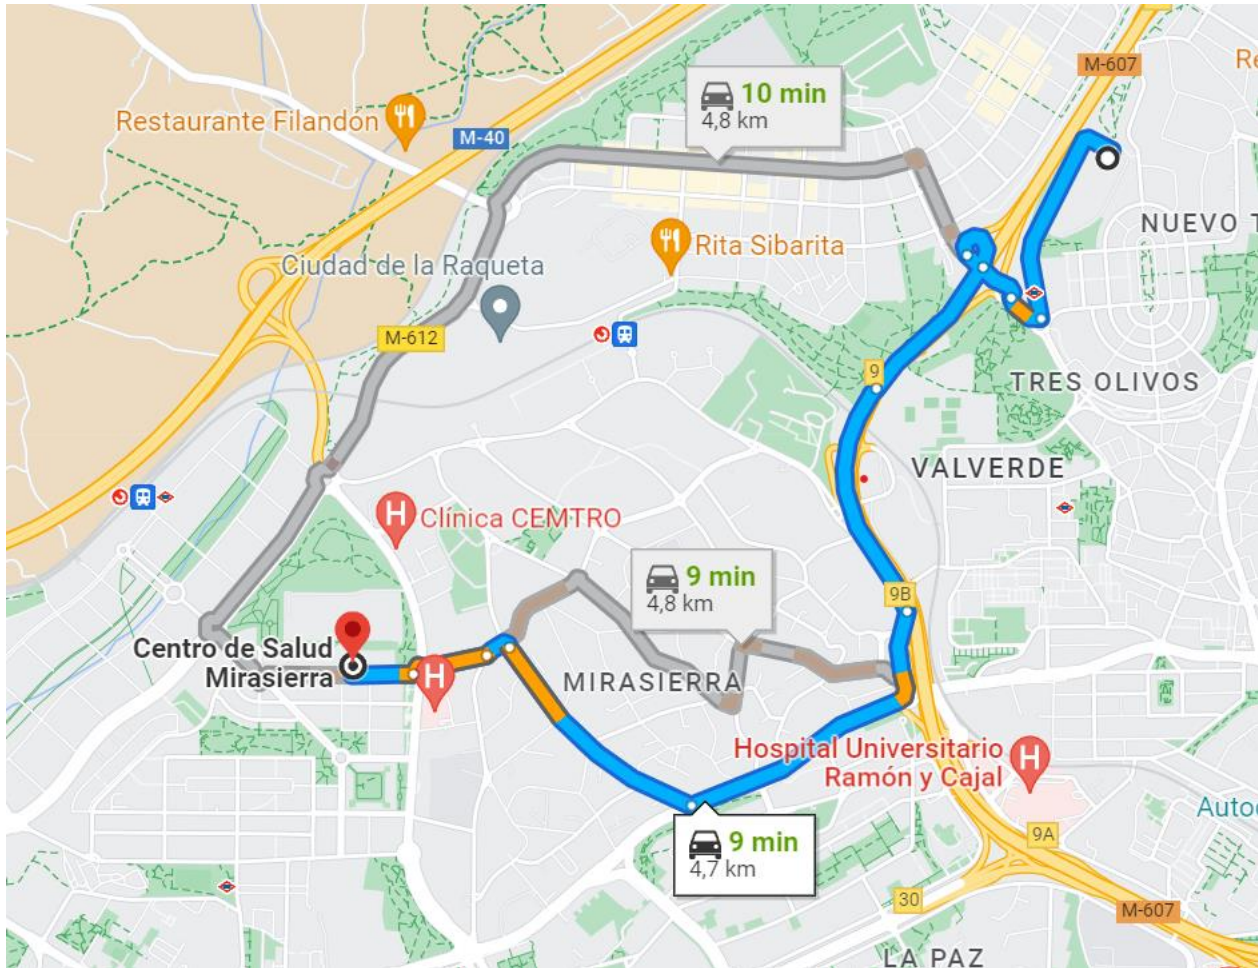 M-607
Re
10 min
4,8 km
Restaurante Filandón
M-40
NUEVO T
Rita Sibarita
Ciudad de la Raqueta
M-612
9
TRES OLIVOS
VALVERDE
H
Clínica CEMTRO
9 min
4,8 km
9B
Centro de Salud
Mirasierra
H
MIRASIERRA
Hospital Universitario
Ramón y Cajal
H
Autoc
9 min
4,7 km
9A
30
M-607
LA PAZ